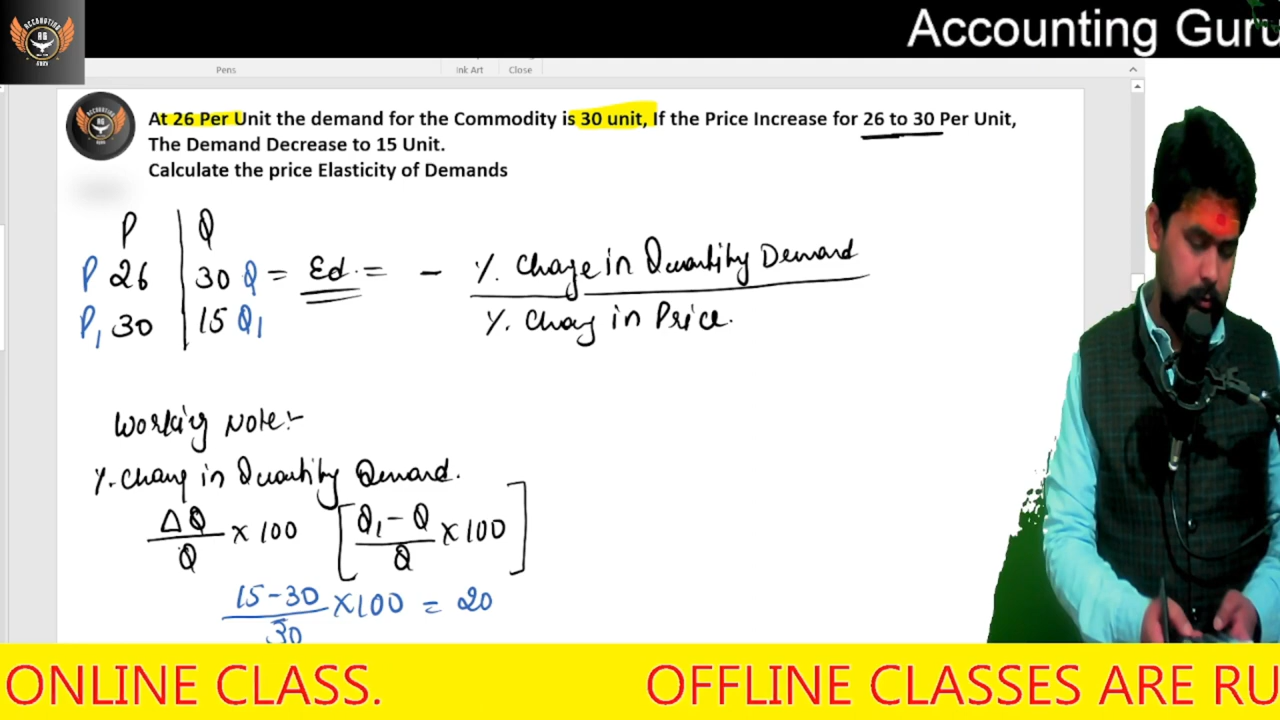 Accounting Guru
Pens
Ink Art
Close
At 26 Per Unit the demand for the Commodity is 30 unit, If the Price Increase for 26 to 30 Per Unit,
The Demand Decrease to 15 Unit.
Calculate the price Elasticity of Demands
P | Q
P 26 | 30 Q = Ed = - % Change in Quantity Demand
P1 30 | 15 Q1 % Chang in Price.
Working Note:-
% Chang in Quantity Demand.
ΔQ/Q × 100 [Q1 - Q/Q × 100]
15-30/30 × 100 = 20
ONLINE CLASS. OFFLINE CLASSES ARE RU